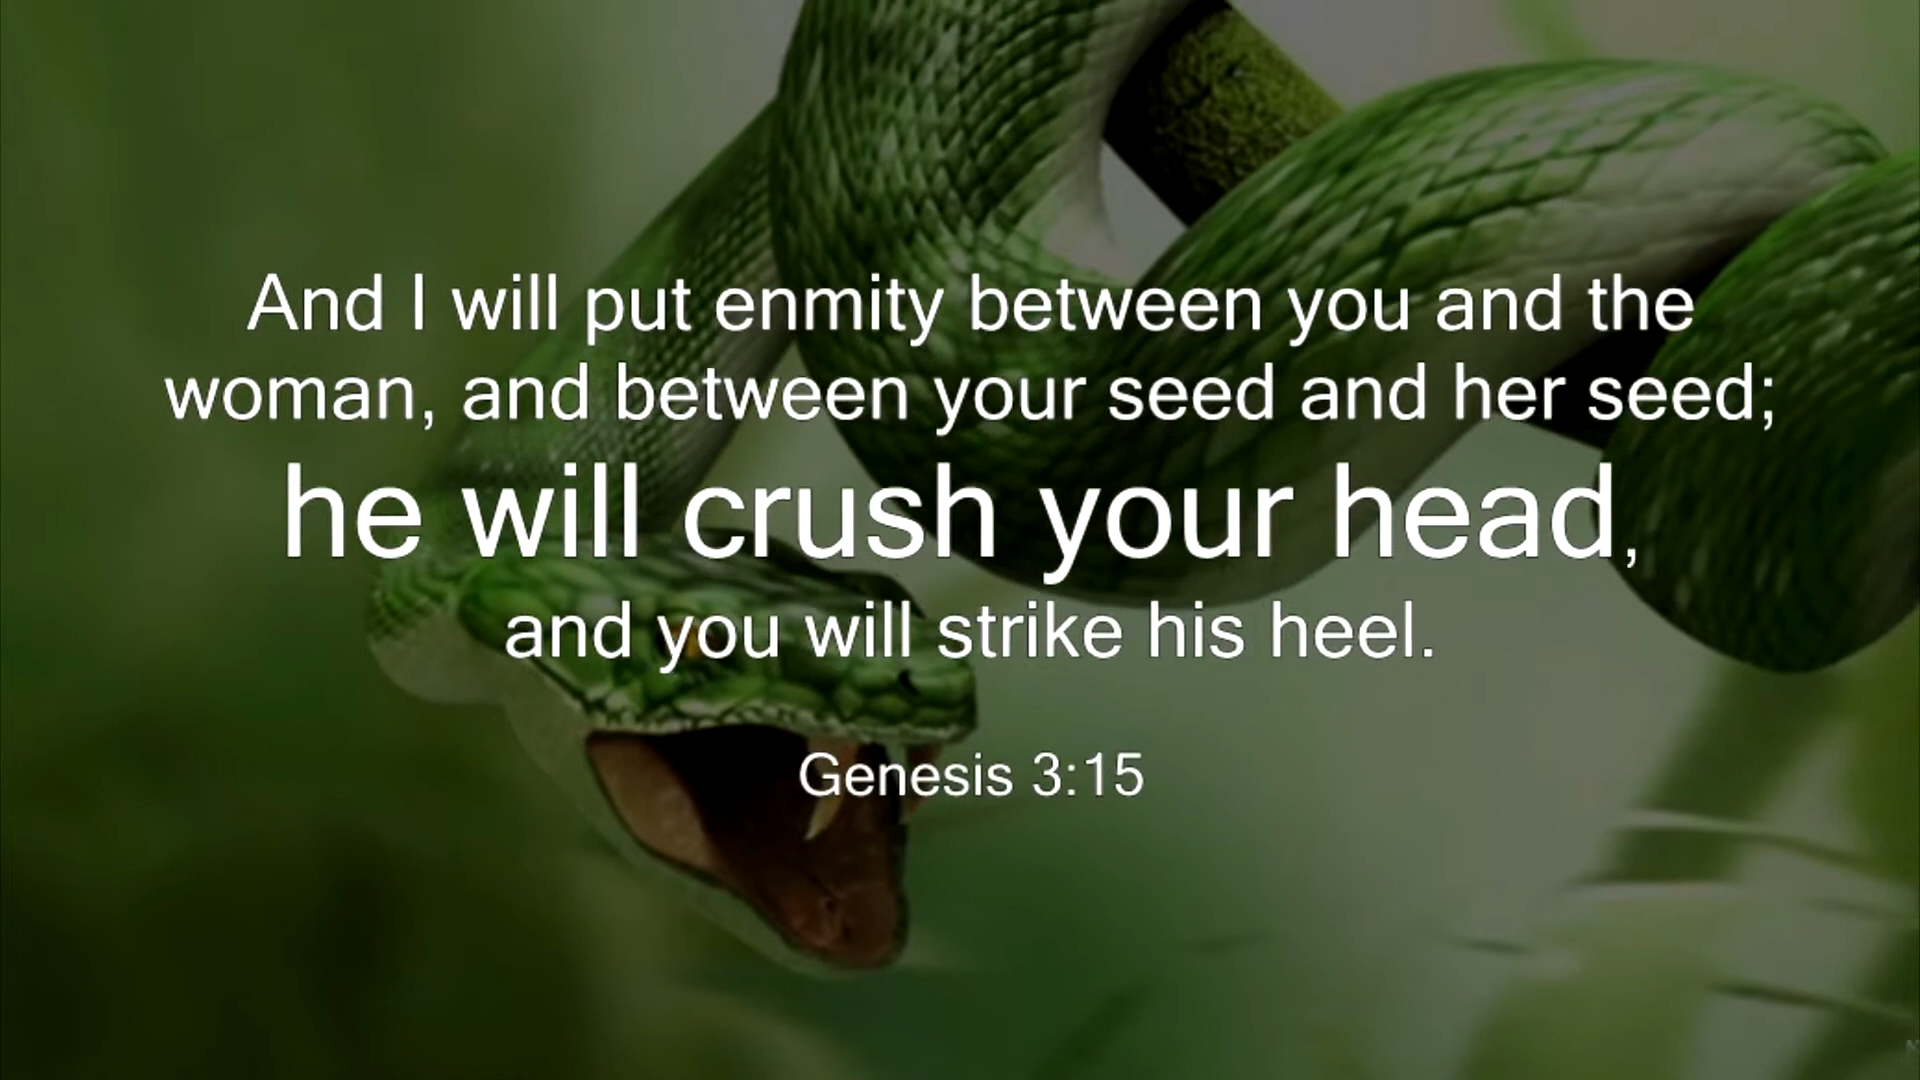 And I will put enmity between you and the
woman, and between your seed and her seed;
he will crush your head,
and you will strike his heel.
Genesis 3:15